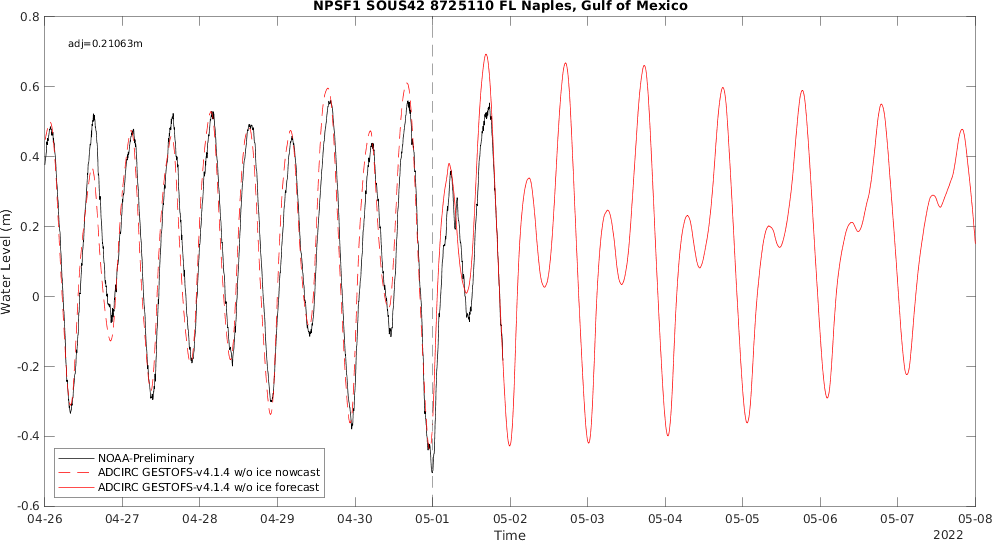 NPSF1 SOUS42 8725110 FL Naples, Gulf of Mexico
adj=0.21063m
0.8
0.6
0.4
0.2
0
-0.2
-0.4
-0.6
Water Level (m)
NOAA-Preliminary
ADCIRC GESTOFS-v4.1.4 w/o ice nowcast
ADCIRC GESTOFS-v4.1.4 w/o ice forecast
04-26 04-27 04-28 04-29 04-30 05-01 05-02 05-03 05-04 05-05 05-06 05-07 05-08
Time
2022